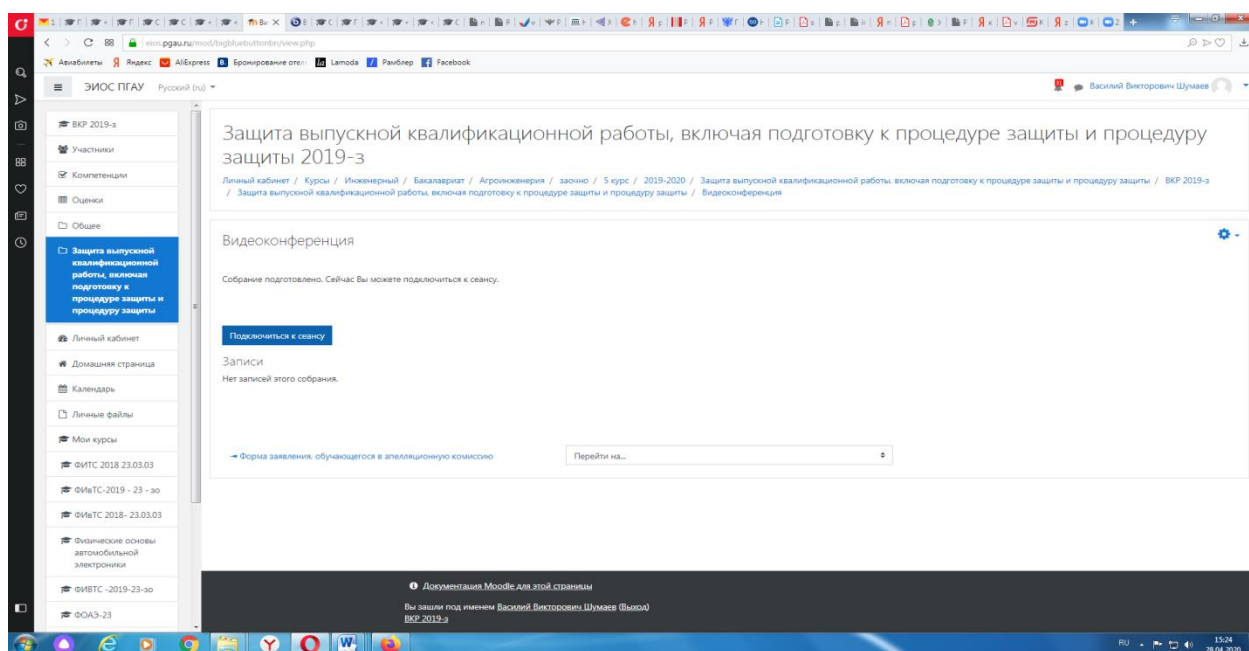 eios.pgau.ru/mod/bigbluebuttonbn/view.php
Авиабилеты Яндекс AliExpress Бронирование отел Lamoda Рамблер Facebook
ЭИОС ПГАУ Русский (ru)
Василий Викторович Шумаев
ВКР 2019-з
Участники
Компетенции
Оценки
Общее
Защита выпускной
квалификационной
работы, включая
подготовку к
процедуре защиты и
процедуру защиты
Личный кабинет
Домашняя страница
Календарь
Личные файлы
Мои курсы
ФИТС 2018 23.03.03
ФИвТС-2019 - 23 - зо
ФИвТС 2018- 23.03.03
Физические основы
автомобильной
электроники
ФИВТС -2019-23-зо
ФОАЭ-23
Защита выпускной квалификационной работы, включая подготовку к процедуре защиты и процедуру
защиты 2019-з
Личный кабинет / Курсы / Инженерный / Бакалавриат / Агроинженерия / заочно / 5 курс / 2019-2020 / Защита выпускной квалификационной работы, включая подготовку к процедуре защиты и процедуру защиты / ВКР 2019-з
/ Защита выпускной квалификационной работы, включая подготовку к процедуре защиты и процедуру защиты / Видеоконференция
Видеоконференция
Собрание подготовлено. Сейчас Вы можете подключиться к сеансу.
Подключиться к сеансу
Записи
Нет записей этого собрания.
Форма заявления, обучающегося в апелляционную комиссию
Перейти на...
Документация Moodle для этой страницы
Вы зашли под именем Василий Викторович Шумаев (Выход)
ВКР 2019-з
RU
15:24
28.04.2020